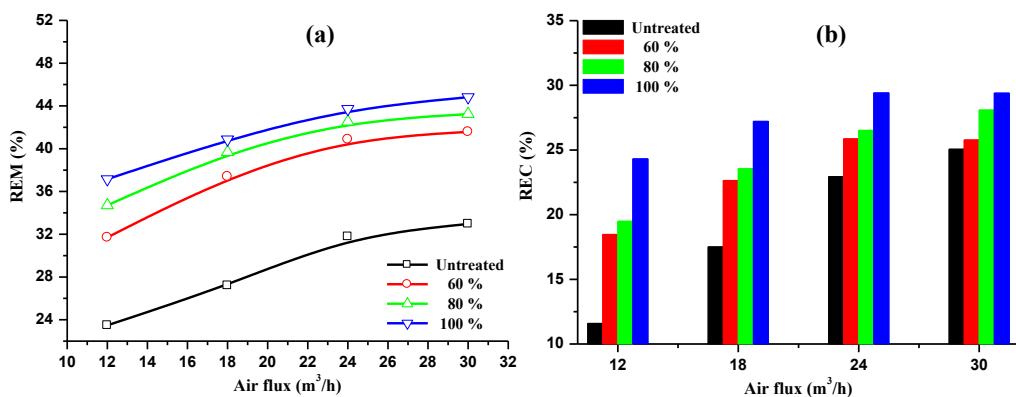 (a)
REM (%)
52
48
44
40
36
32
28
24
Untreated
60 %
80 %
100 %
10 12 14 16 18 20 22 24 26 28 30 32
Air flux (m³/h)
(b)
REC (%)
35
30
25
20
15
10
Untreated
60 %
80 %
100 %
12 18 24 30
Air flux (m³/h)